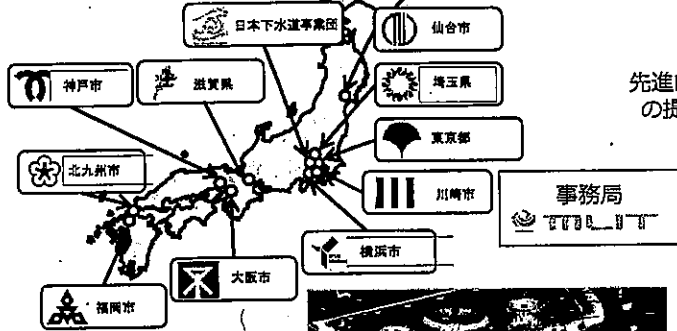 日本下水道事業団
仙台市
神戸市
滋賀県
埼玉県
先進
の提
東京都
北九州市
川崎市
事務局
MLIT
横浜市
大阪市
福岡市